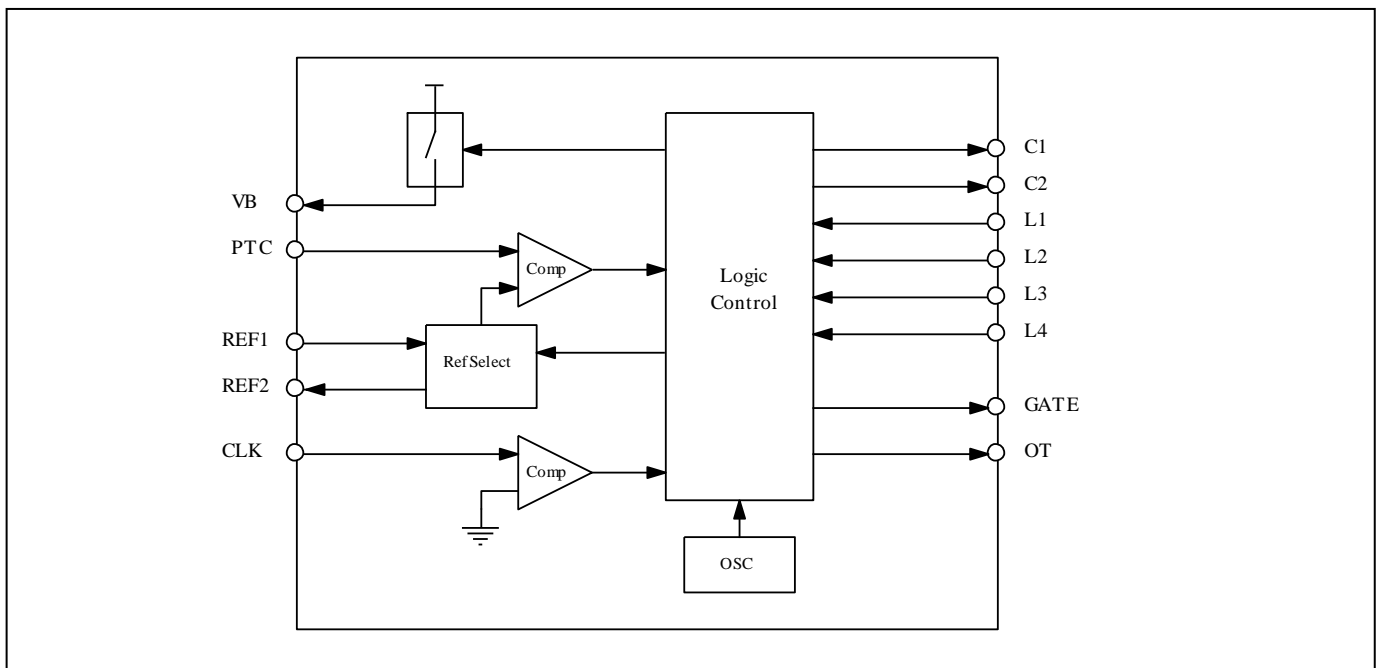 VB
PTC
REF1
REF2
CLK
Comp
RefSelect
Comp
Logic
Control
OSC
C1
C2
L1
L2
L3
L4
GATE
OT